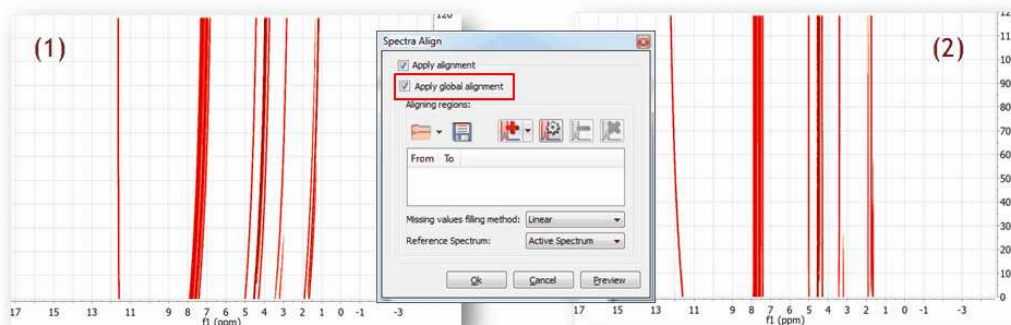 (1)
120
17 15 13 11 9 8 7 6 5 4 3 2 1 0 -1 -3
f1 (ppm)
Spectra Align
Apply alignment
Apply global alignment
Aligning regions:
From To
Missing values filling method: Linear
Reference Spectrum: Active Spectrum
Ok Cancel Preview
(2)
110
100
90
80
70
60
50
40
30
20
10
0
17 15 13 11 9 8 7 6 5 4 3 2 1 0 -1 -3
f1 (ppm)